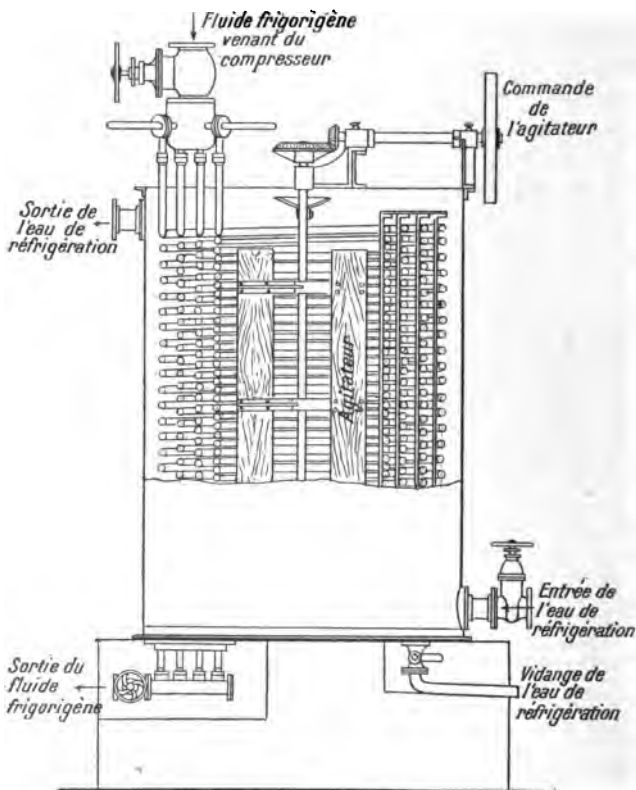 Fluide frigorigène
venant du
compresseur
Commande
de
l'agitateur
Sortie de
l'eau de
réfrigération
Agitateur
Entrée de
l'eau de
réfrigération
Sortie du
fluide
frigorigène
Vidange de
l'eau de
réfrigération